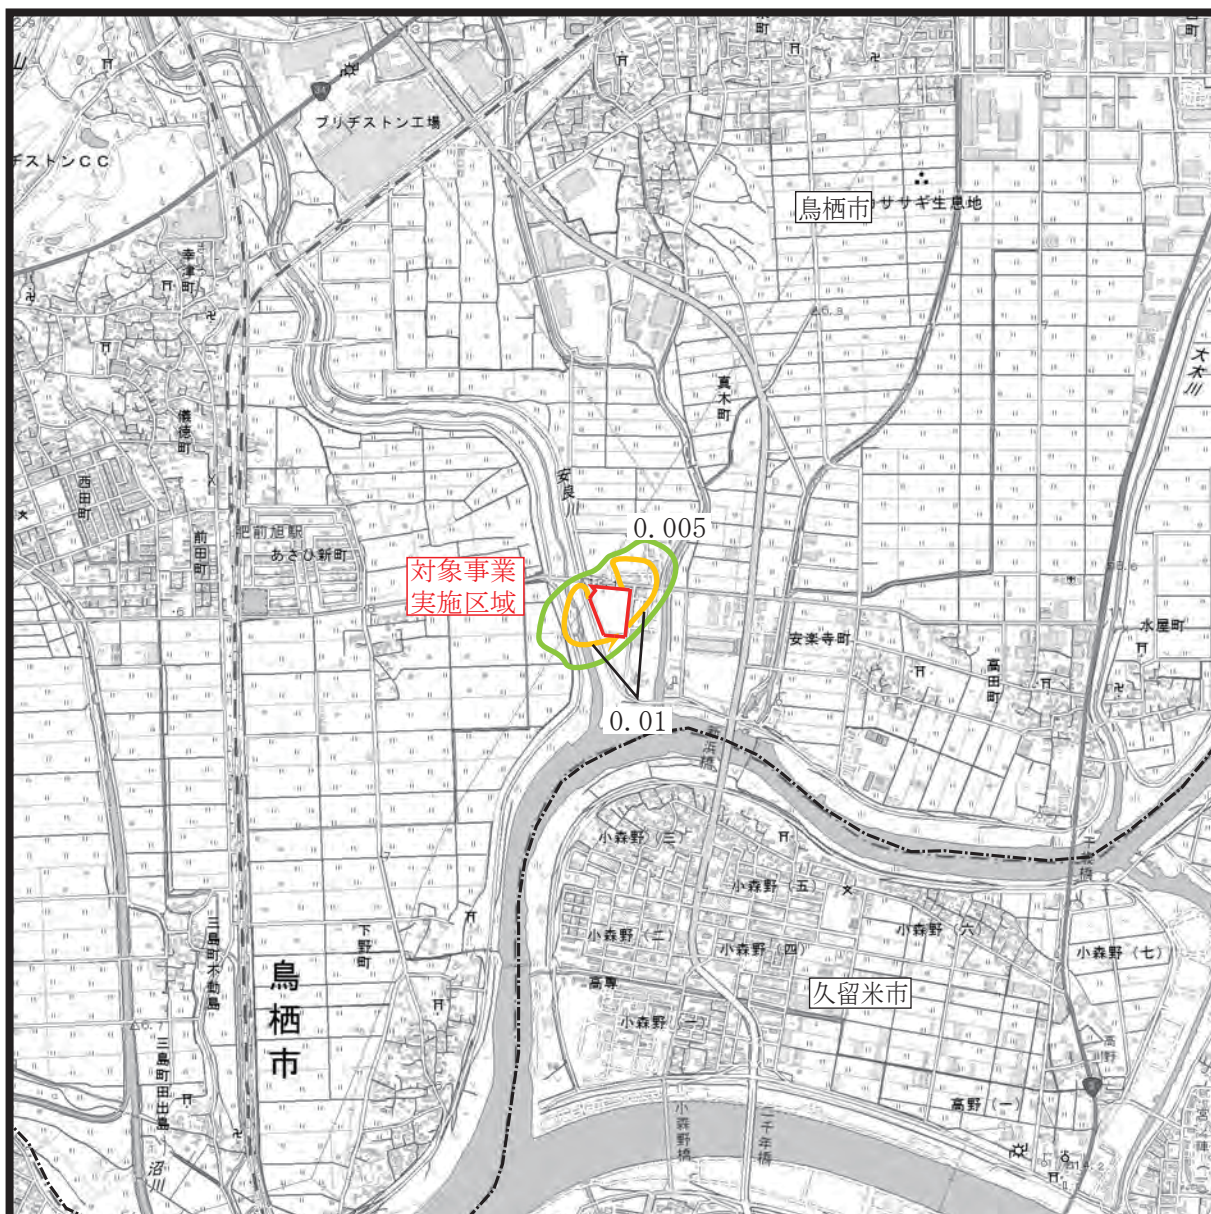 山
ブリヂストン工場
ヂストンCC
34
鳥栖市
カササギ生息地
幸津町
大木川
真木町
儀徳町
安良川
西田町
前田町
肥前旭駅
あさひ新町
0.005
対象事業
実施区域
0.01
安楽寺町
高田町
水屋町
小森野(三)
小森野(五)
小森野(二)
小森野(四)
小森野(六)
小森野(七)
高専
小森野(一)
久留米市
下野町
三島町不動島
鳥栖市
三島町田出島
高野
高野(一)
小森野橋
二千年橋
沼川